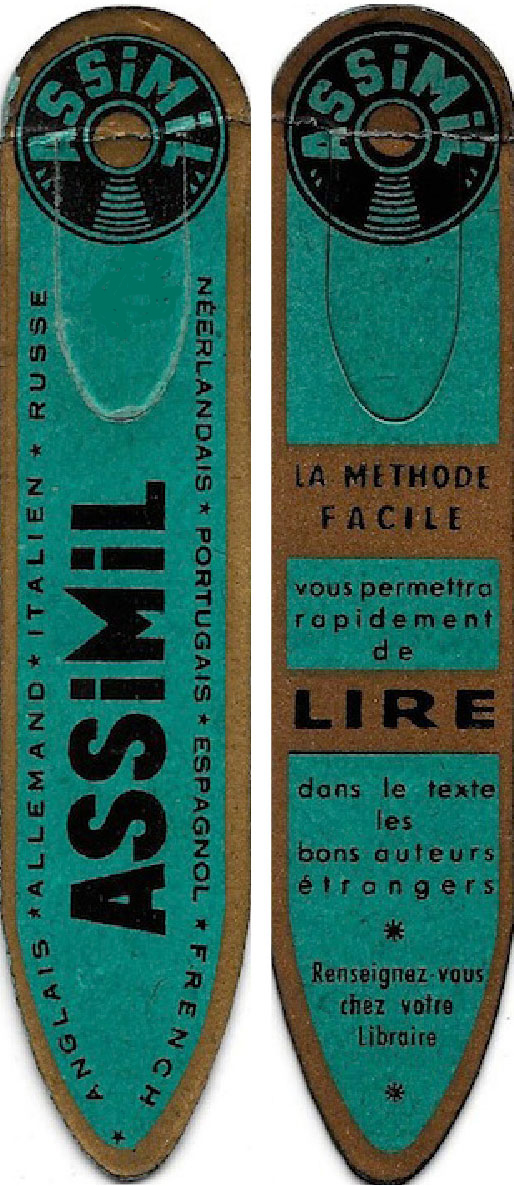 "ASSiMiL"
ANGLAIS * ALLEMAND * ITALIEN * RUSSE
ASSiMiL
NÉERLANDAIS * PORTUGAIS * ESPAGNOL * FRENCH *
"ASSiMiL"
LA METHODE
FACILE
vous permettra
rapidement
de
LIRE
dans le texte
les
bons auteurs
étrangers
*
Renseignez-vous
chez votre
Libraire
*